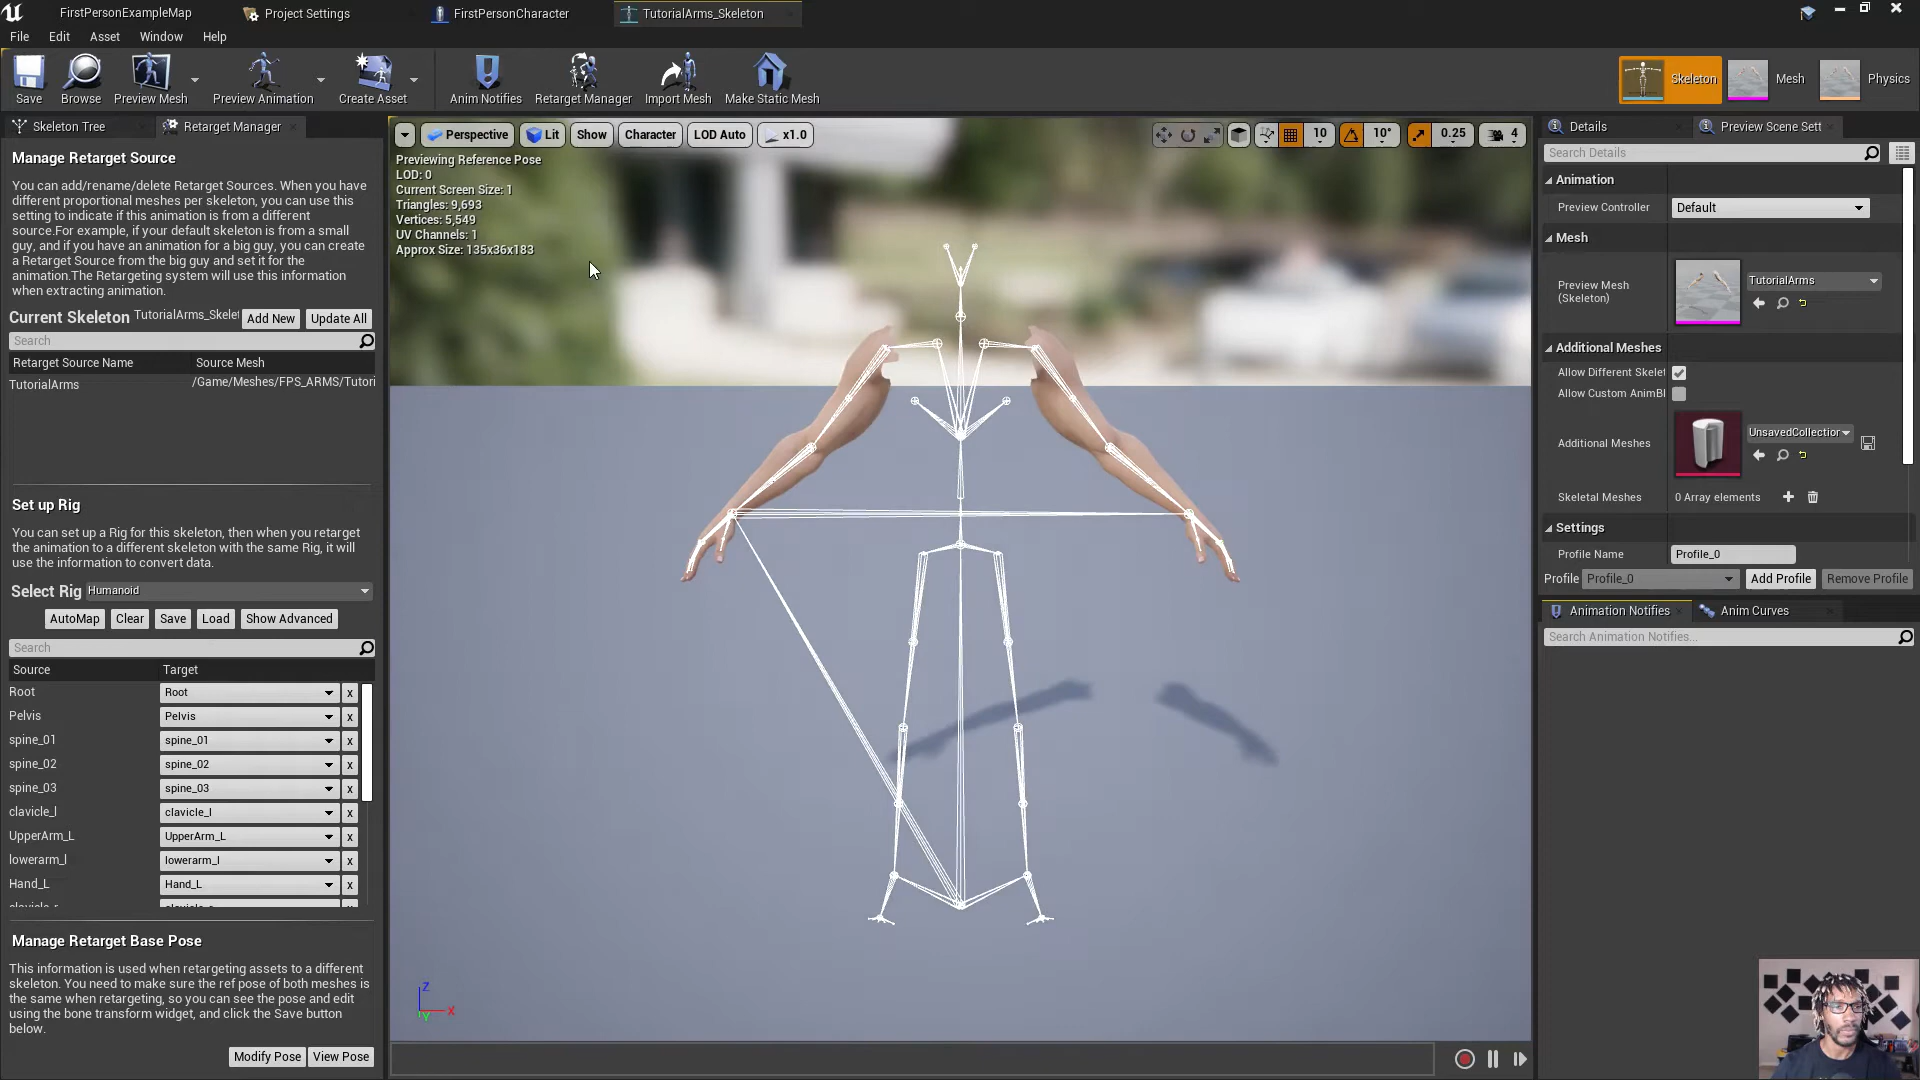 FirstPersonExampleMap
Project Settings
FirstPersonCharacter
TutorialArms_Skeleton
File
Edit
Asset
Window
Help
Save
Browse
Preview Mesh
Preview Animation
Create Asset
Anim Notifies
Retarget Manager
Import Mesh
Make Static Mesh
Skeleton
Mesh
Physics
Skeleton Tree
Retarget Manager
Manage Retarget Source
You can add/rename/delete Retarget Sources. When you have
different proportional meshes per skeleton, you can use this
setting to indicate if this animation is from a different
source.For example, if your default skeleton is from a small
guy, and if you have an animation for a big guy, you can create
a Retarget Source from the big guy and set it for the
animation.The Retargeting system will use this information
when extracting animation.
Current Skeleton TutorialArms_Skelet
Add New
Update All
Search
Retarget Source Name
Source Mesh
TutorialArms
/Game/Meshes/FPS_ARMS/Tutori
Set up Rig
You can set up a Rig for this skeleton, then when you retarget
the animation to a different skeleton with the same Rig, it will
use the information to convert data.
Select Rig Humanoid
AutoMap
Clear
Save
Load
Show Advanced
Search
Source
Target
Root
Root
x
Pelvis
Pelvis
x
spine_01
spine_01
x
spine_02
spine_02
x
spine_03
spine_03
x
clavicle_l
clavicle_l
x
UpperArm_L
UpperArm_L
x
lowerarm_l
lowerarm_l
x
Hand_L
Hand_L
x
Manage Retarget Base Pose
This information is used when retargeting assets to a different
skeleton. You need to make sure the ref pose of both meshes is
the same when retargeting, so you can see the pose and edit
using the bone transform widget, and click the Save button
below.
Modify Pose
View Pose
Perspective
Lit
Show
Character
LOD Auto
x1.0
10
10°
0.25
4
Previewing Reference Pose
LOD: 0
Current Screen Size: 1
Triangles: 9,693
Vertices: 5,549
UV Channels: 1
Approx Size: 135x36x183
Z
X
Y
Details
Preview Scene Sett
Search Details
Animation
Preview Controller
Default
Mesh
Preview Mesh
(Skeleton)
TutorialArms
Additional Meshes
Allow Different Skelet
Allow Custom AnimBl
Additional Meshes
UnsavedCollection
Skeletal Meshes
0 Array elements
Settings
Profile Name
Profile_0
Profile
Profile_0
Add Profile
Remove Profile
Animation Notifies
Anim Curves
Search Animation Notifies...